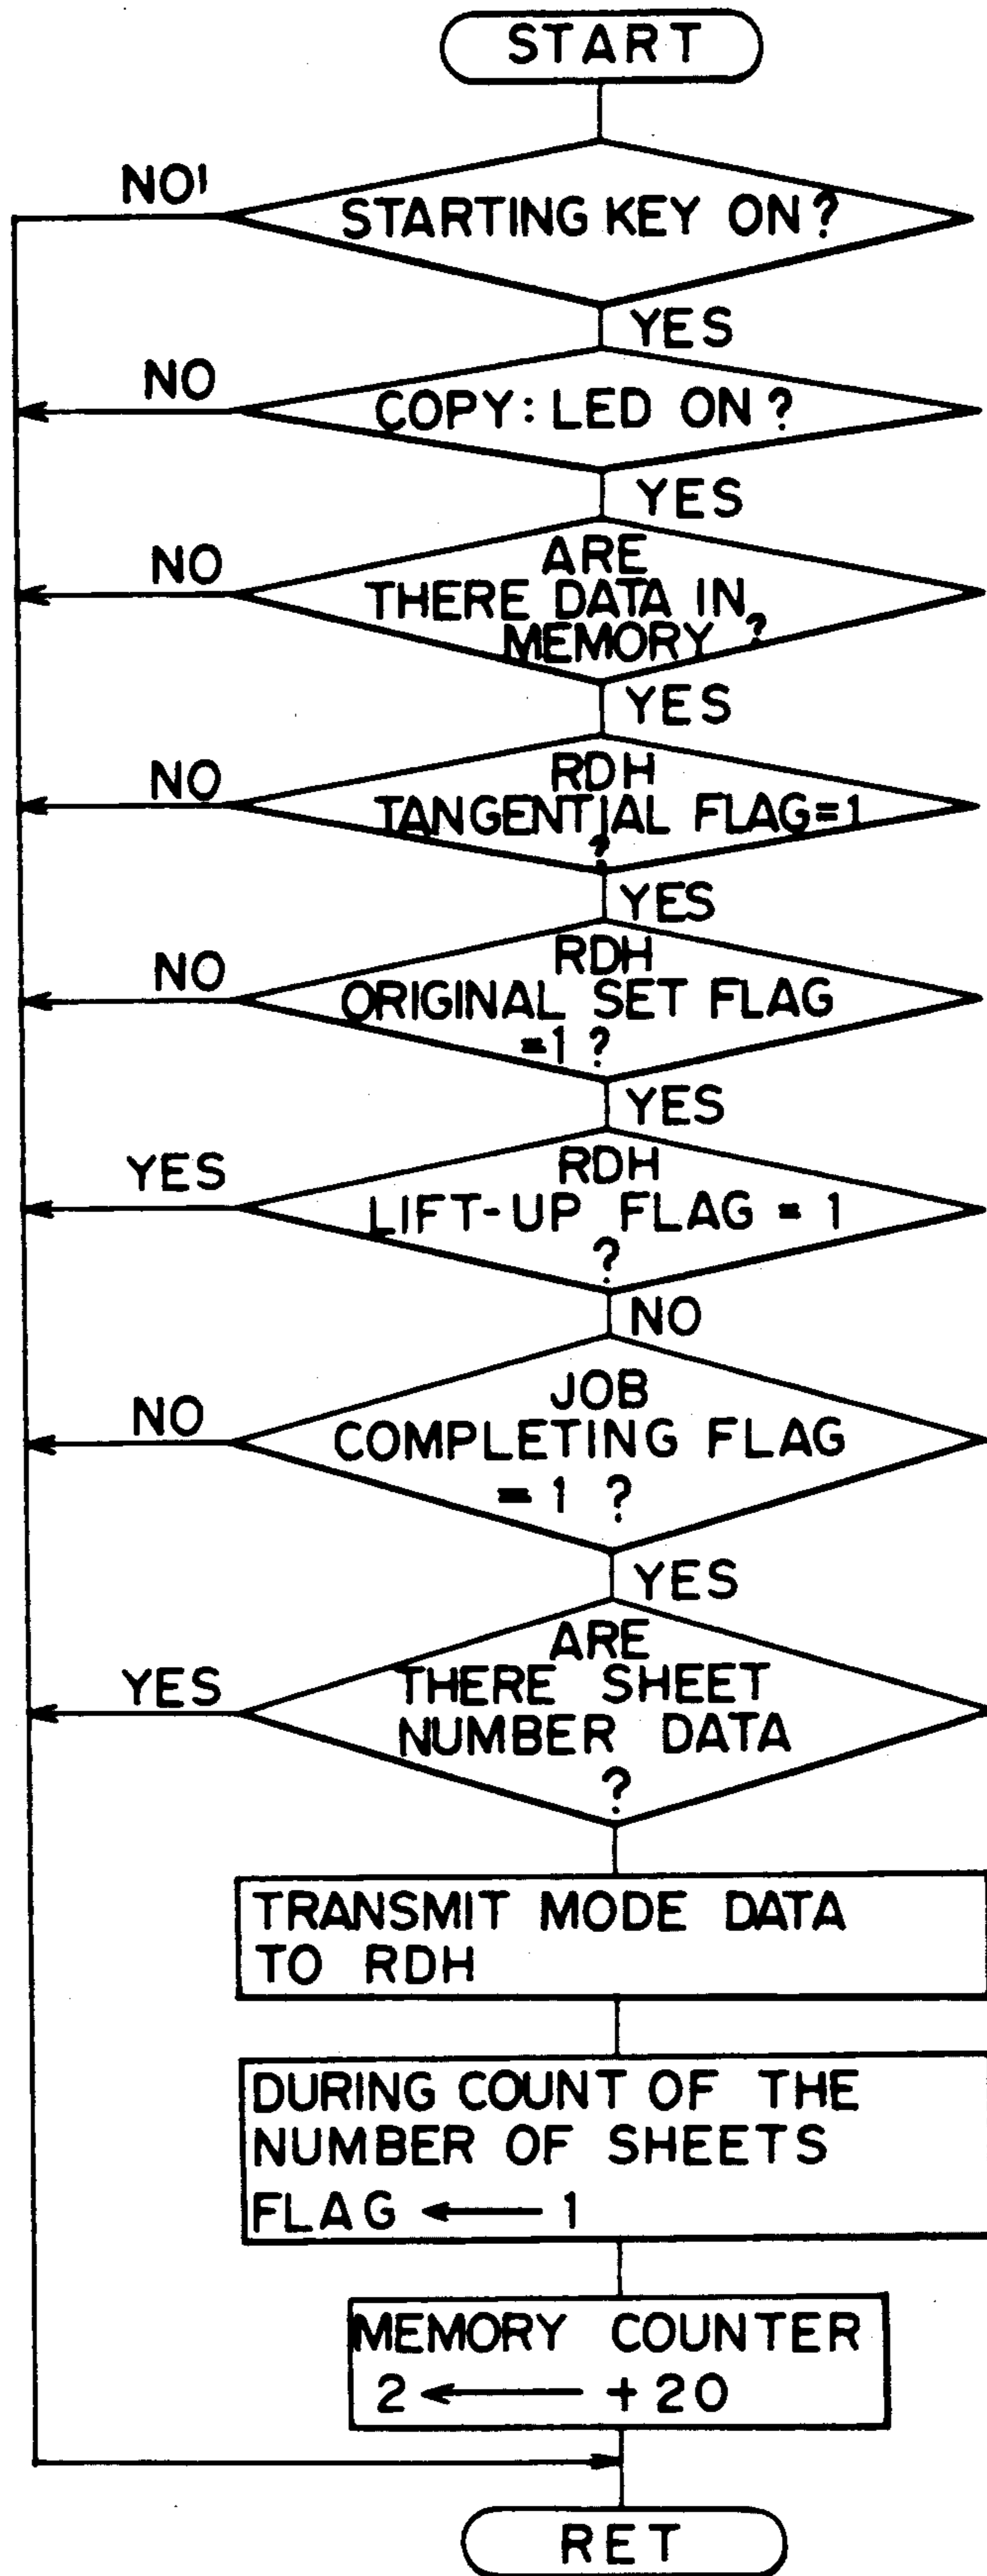 START
NO'
STARTING KEY ON?
YES
NO
COPY: LED ON?
YES
NO
ARE
THERE DATA IN
MEMORY ?
YES
NO
RDH
TANGENTIAL FLAG=1
?
YES
NO
RDH
ORIGINAL SET FLAG
=1 ?
YES
YES
RDH
LIFT-UP FLAG = 1
?
NO
NO
JOB
COMPLETING FLAG
= 1 ?
YES
YES
ARE
THERE SHEET
NUMBER DATA
?
TRANSMIT MODE DATA
TO RDH
DURING COUNT OF THE
NUMBER OF SHEETS
FLAG ← 1
MEMORY COUNTER
2 ← +20
RET